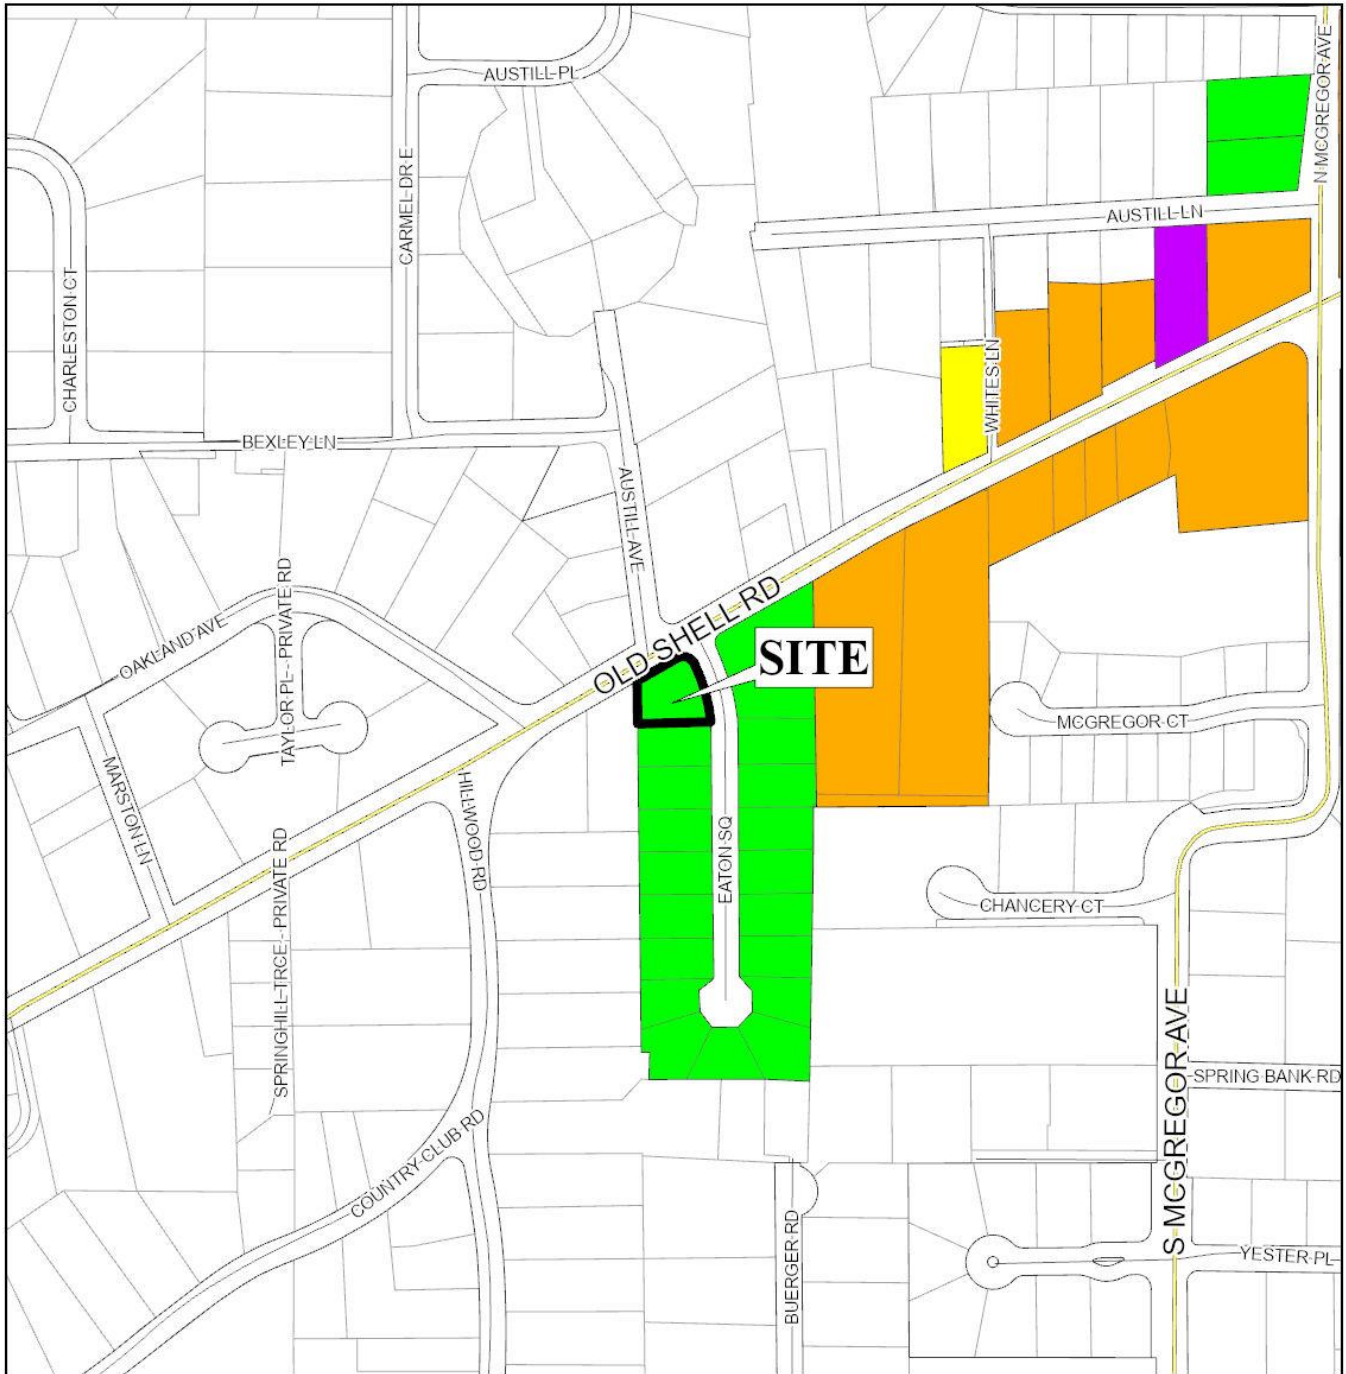 AUSTILL PL
N MCGREGOR AVE
CARMEL DR E
AUSTILL LN
CHARLESTON CT
WHITES LN
BEXLEY LN
AUSTILL AVE
TAYLOR PL - PRIVATE RD
OLD SHELL RD
OAKLAND AVE
SITE
MCGREGOR CT
MARSTON LN
HILLWOOD RD
EATON SQ
SPRINGHILL TRCE - PRIVATE RD
CHANCERY CT
S MCGREGOR AVE
SPRING BANK RD
COUNTRY CLUB RD
BUERGER RD
YESTER PL